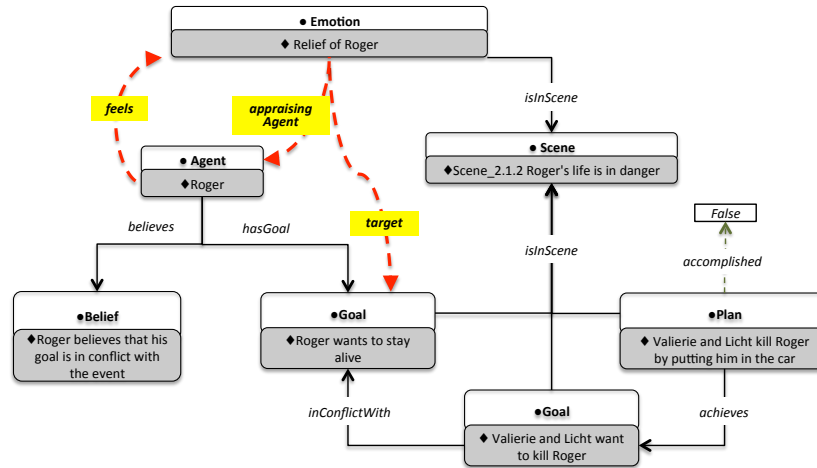 ● Emotion
♦ Relief of Roger
feels
appraising
Agent
isInScene
● Scene
♦Scene_2.1.2 Roger's life is in danger
● Agent
♦Roger
False
target
believes
hasGoal
isInScene
accomplished
●Belief
♦Roger believes that his
goal is in conflict with
the event
●Goal
♦Roger wants to stay
alive
●Plan
♦ Valierie and Licht kill Roger
by putting him in the car
inConflictWith
●Goal
♦ Valierie and Licht want
to kill Roger
achieves